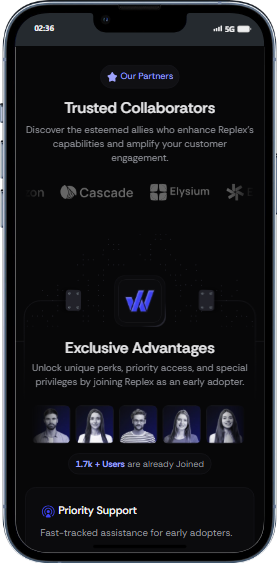 02:36
5G
Our Partners
Trusted Collaborators
Discover the esteemed allies who enhance Replex's
capabilities and amplify your customer
engagement.
on Cascade Elysium E
Exclusive Advantages
Unlock unique perks, priority access, and special
privileges by joining Replex as an early adopter.
1.7k + Users are already Joined
Priority Support
Fast-tracked assistance for early adopters.